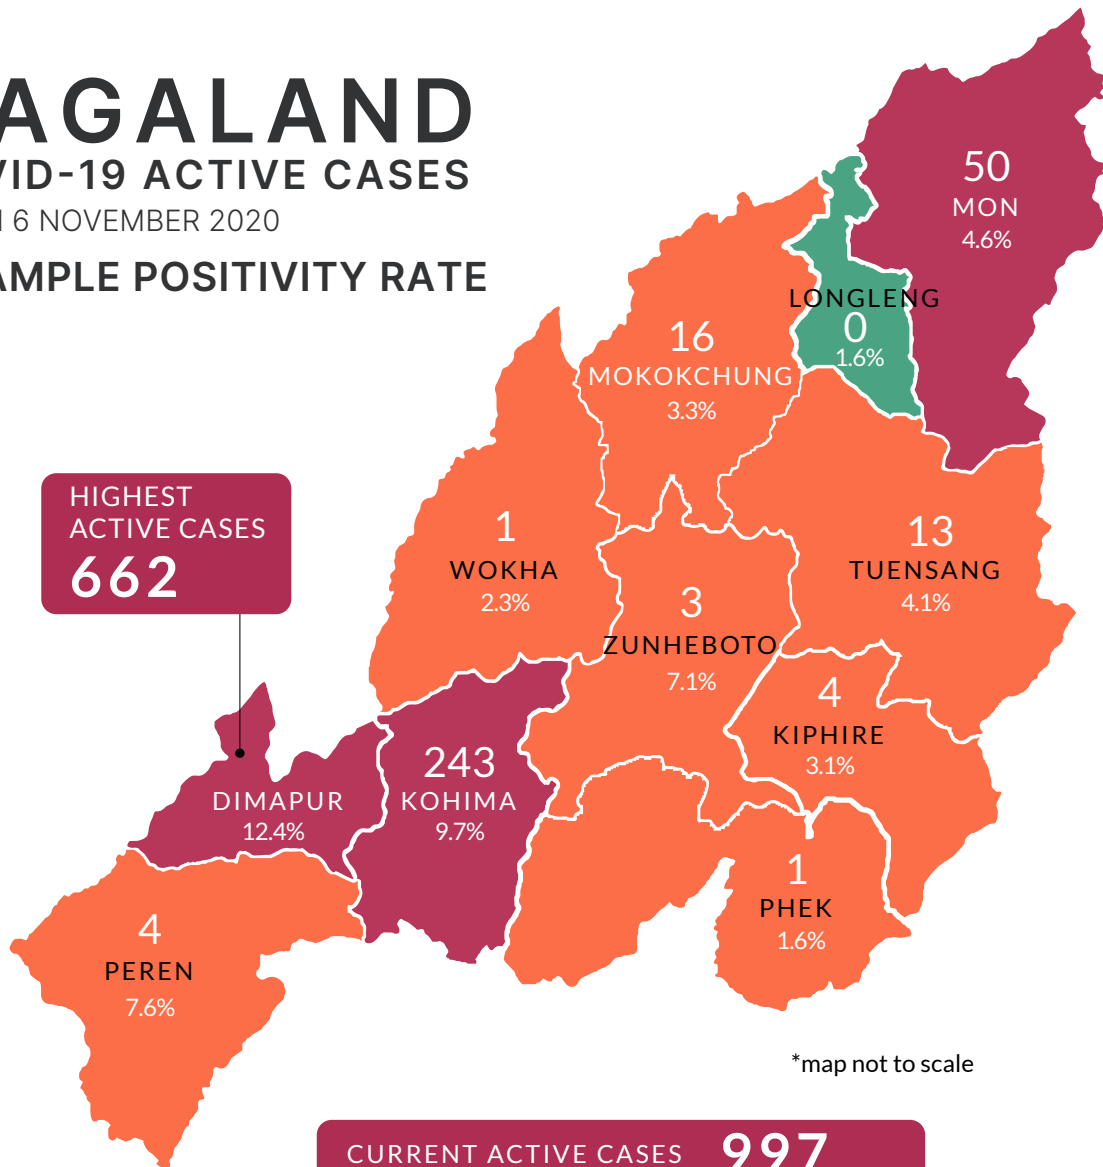 AGALAND
VID-19 ACTIVE CASES
6 NOVEMBER 2020
AMPLE POSITIVITY RATE
50
MON
4.6%
LONGLENG
0
1.6%
16
MOKOKCHUNG
3.3%
HIGHEST
ACTIVE CASES
662
1
WOKHA
2.3%
13
TUENSANG
4.1%
3
ZUNHEBOTO
7.1%
4
KIPHIRE
3.1%
243
KOHIMA
9.7%
DIMAPUR
12.4%
1
PHEK
1.6%
4
PEREN
7.6%
*map not to scale
CURRENT ACTIVE CASES 997